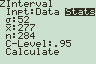 ZInterval
Inpt:Data Stats
σ:52
x̄:277
n:284
C-Level:.95
Calculate